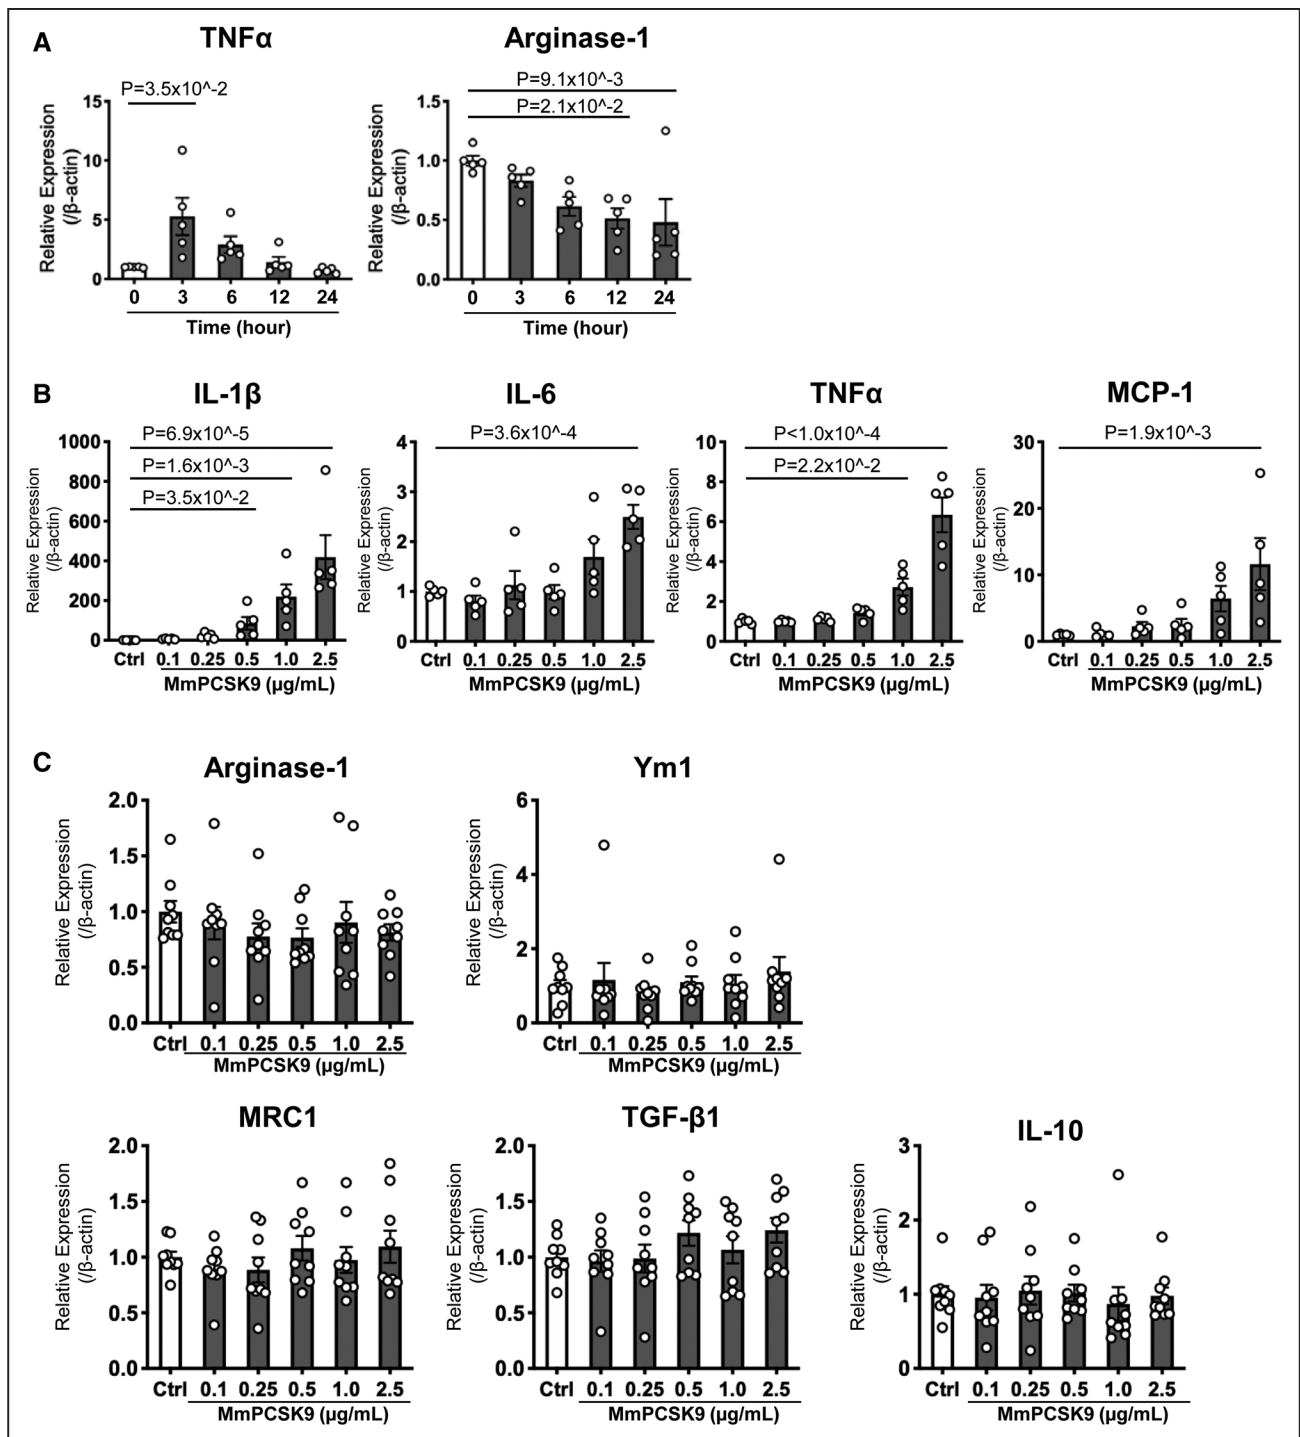 A
TNFα
Arginase-1
P=3.5x10^-2
P=9.1x10^-3
P=2.1x10^-2
Relative Expression
(/β-actin)
15
10
5
0
0 3 6 12 24
Time (hour)
Relative Expression
(/β-actin)
1.5
1.0
0.5
0.0
0 3 6 12 24
Time (hour)
B
IL-1β
IL-6
TNFα
MCP-1
P=6.9x10^-5
P=1.6x10^-3
P=3.5x10^-2
Relative Expression
(/β-actin)
1000
800
600
400
200
0
Ctrl 0.1 0.25 0.5 1.0 2.5
MmPCSK9 (μg/mL)
P=3.6x10^-4
Relative Expression
(/β-actin)
4
3
2
1
0
Ctrl 0.1 0.25 0.5 1.0 2.5
MmPCSK9 (μg/mL)
P<1.0x10^-4
P=2.2x10^-2
Relative Expression
(/β-actin)
10
8
6
4
2
0
Ctrl 0.1 0.25 0.5 1.0 2.5
MmPCSK9 (μg/mL)
P=1.9x10^-3
Relative Expression
(/β-actin)
30
20
10
0
Ctrl 0.1 0.25 0.5 1.0 2.5
MmPCSK9 (μg/mL)
C
Arginase-1
Relative Expression
(/β-actin)
2.0
1.5
1.0
0.5
0.0
Ctrl 0.1 0.25 0.5 1.0 2.5
MmPCSK9 (μg/mL)
Ym1
Relative Expression
(/β-actin)
6
4
2
0
Ctrl 0.1 0.25 0.5 1.0 2.5
MmPCSK9 (μg/mL)
MRC1
Relative Expression
(/β-actin)
2.0
1.5
1.0
0.5
0.0
Ctrl 0.1 0.25 0.5 1.0 2.5
MmPCSK9 (μg/mL)
TGF-β1
Relative Expression
(/β-actin)
2.0
1.5
1.0
0.5
0.0
Ctrl 0.1 0.25 0.5 1.0 2.5
MmPCSK9 (μg/mL)
IL-10
Relative Expression
(/β-actin)
3
2
1
0
Ctrl 0.1 0.25 0.5 1.0 2.5
MmPCSK9 (μg/mL)